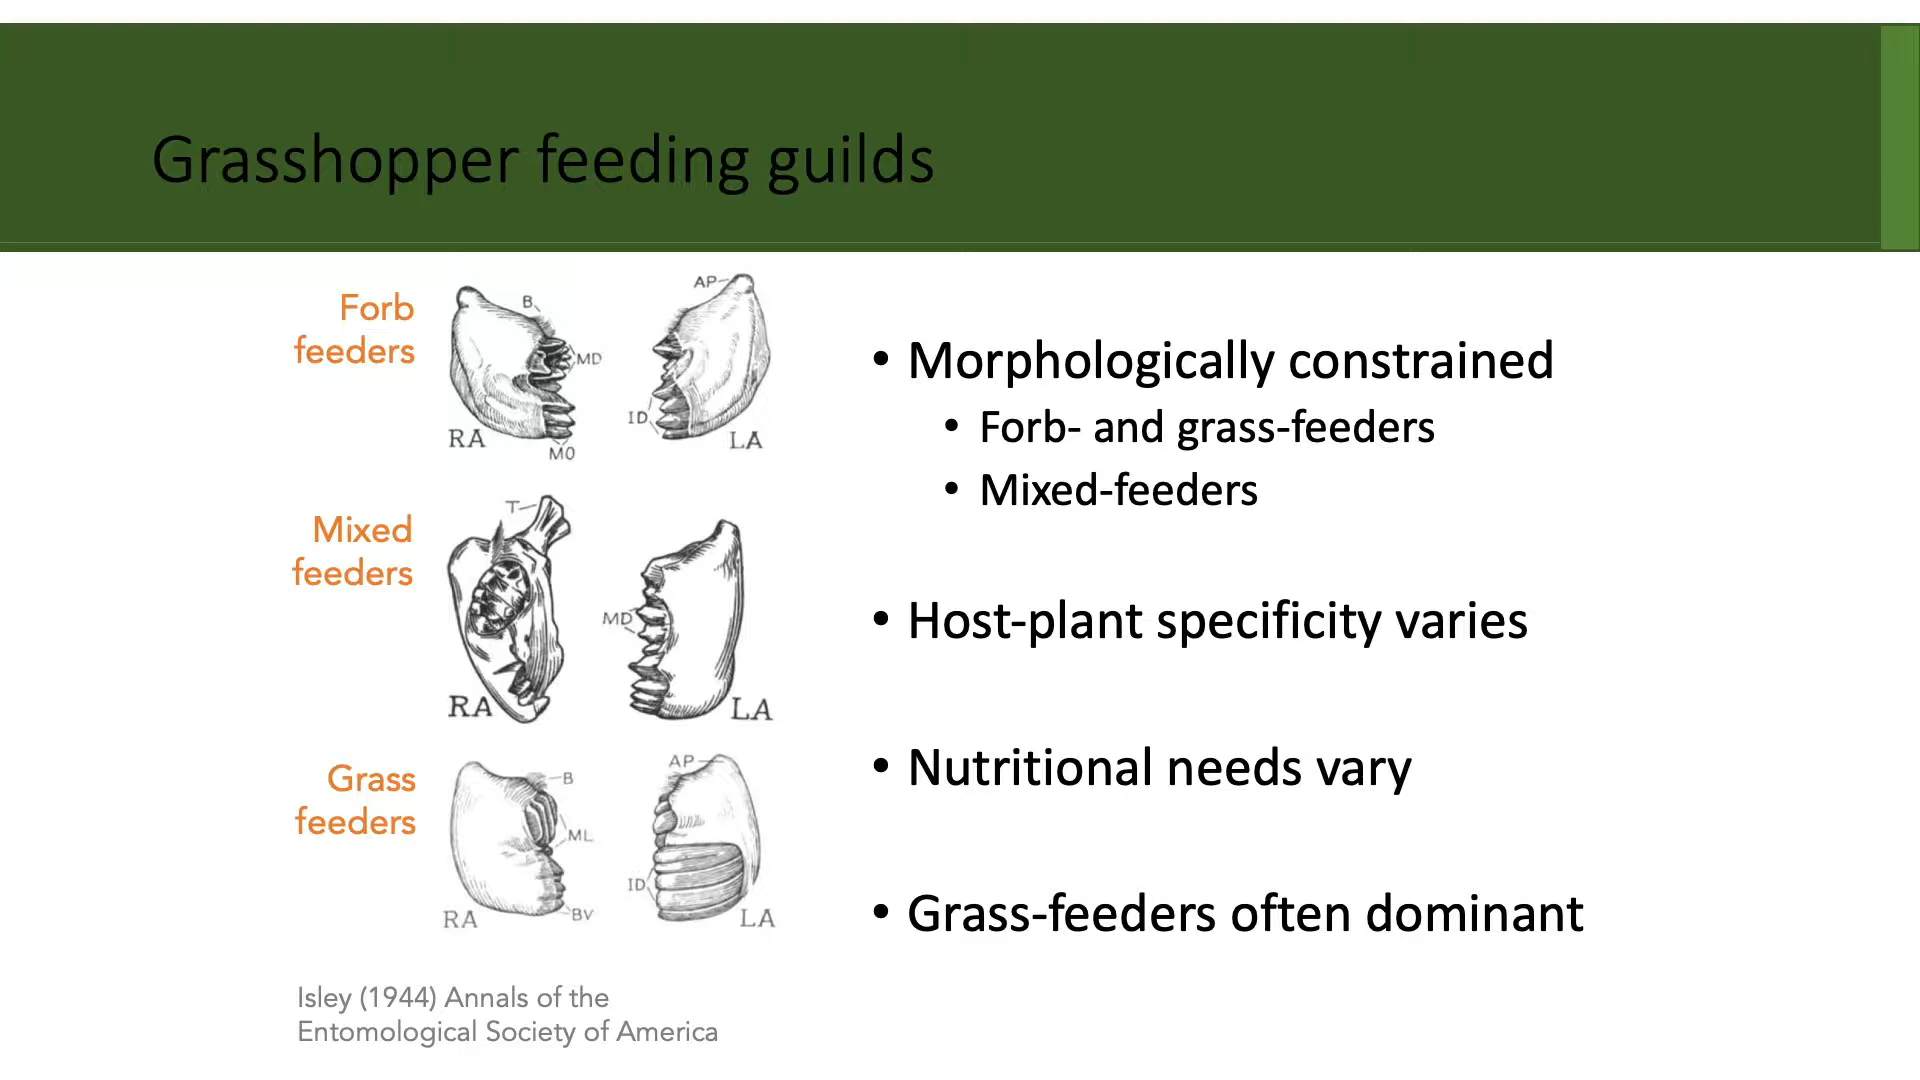 Grasshopper feeding guilds
Forb
feeders
B
AP
MD
ID
RA
MO
LA
Mixed
feeders
T
MD
RA
LA
Grass
feeders
B
AP
ML
ID
RA
BV
LA
Isley (1944) Annals of the
Entomological Society of America
• Morphologically constrained
• Forb- and grass-feeders
• Mixed-feeders
• Host-plant specificity varies
• Nutritional needs vary
• Grass-feeders often dominant